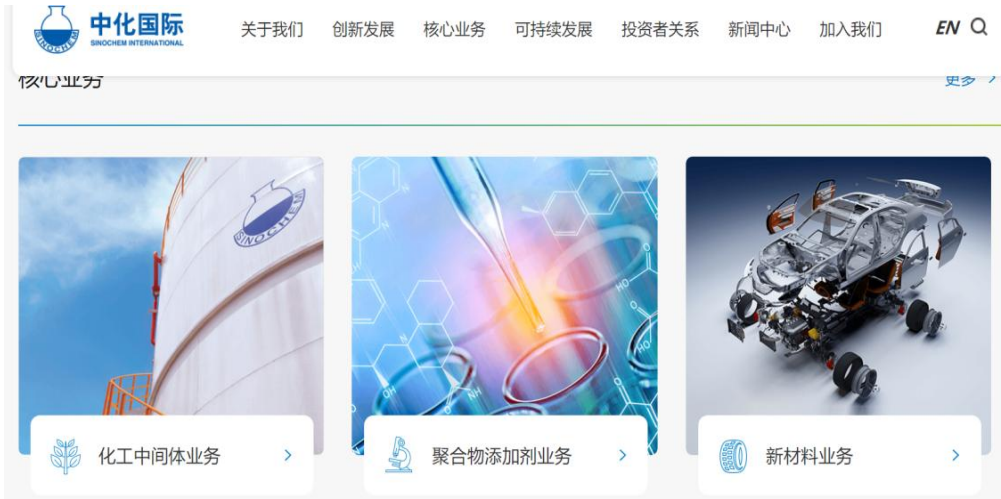 中化国际
SINOCHEM INTERNATIONAL
关于我们 创新发展 核心业务 可持续发展 投资者关系 新闻中心 加入我们 EN
核心业务 更多
SINOCHEM
化工中间体业务
聚合物添加剂业务
新材料业务